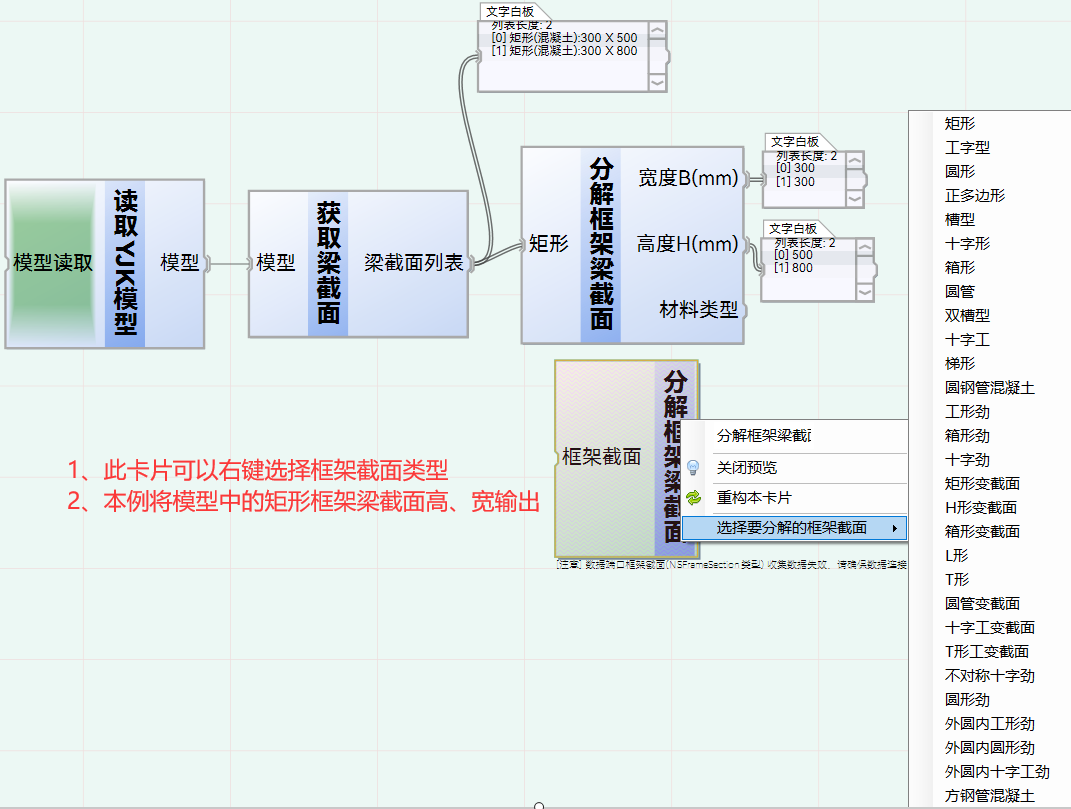 文字白板
列表长度: 2
[0] 矩形(混凝土):300 X 500
[1] 矩形(混凝土):300 X 800
模型读取
读取YJK模型
模型
模型
获取梁截面
梁截面列表
矩形
分解框架梁截面
宽度B(mm)
高度H(mm)
材料类型
文字白板
列表长度: 2
[0] 300
[1] 300
文字白板
列表长度: 2
[0] 500
[1] 800
框架截面
分解框架梁截面
[注意] 数据端口框架截面(NSFrameSection 类型) 收集数据失败, 请确保数据连接
1、此卡片可以右键选择框架截面类型
2、本例将模型中的矩形框架梁截面高、宽输出
分解框架梁截面
关闭预览
重构本卡片
选择要分解的框架截面
矩形
工字型
圆形
正多边形
槽型
十字形
箱形
圆管
双槽型
十字工
梯形
圆钢管混凝土
工形劲
箱形劲
十字劲
矩形变截面
H形变截面
箱形变截面
L形
T形
圆管变截面
十字工变截面
T形工变截面
不对称十字劲
圆形劲
外圆内工形劲
外圆内圆形劲
外圆内十字工劲
方钢管混凝土